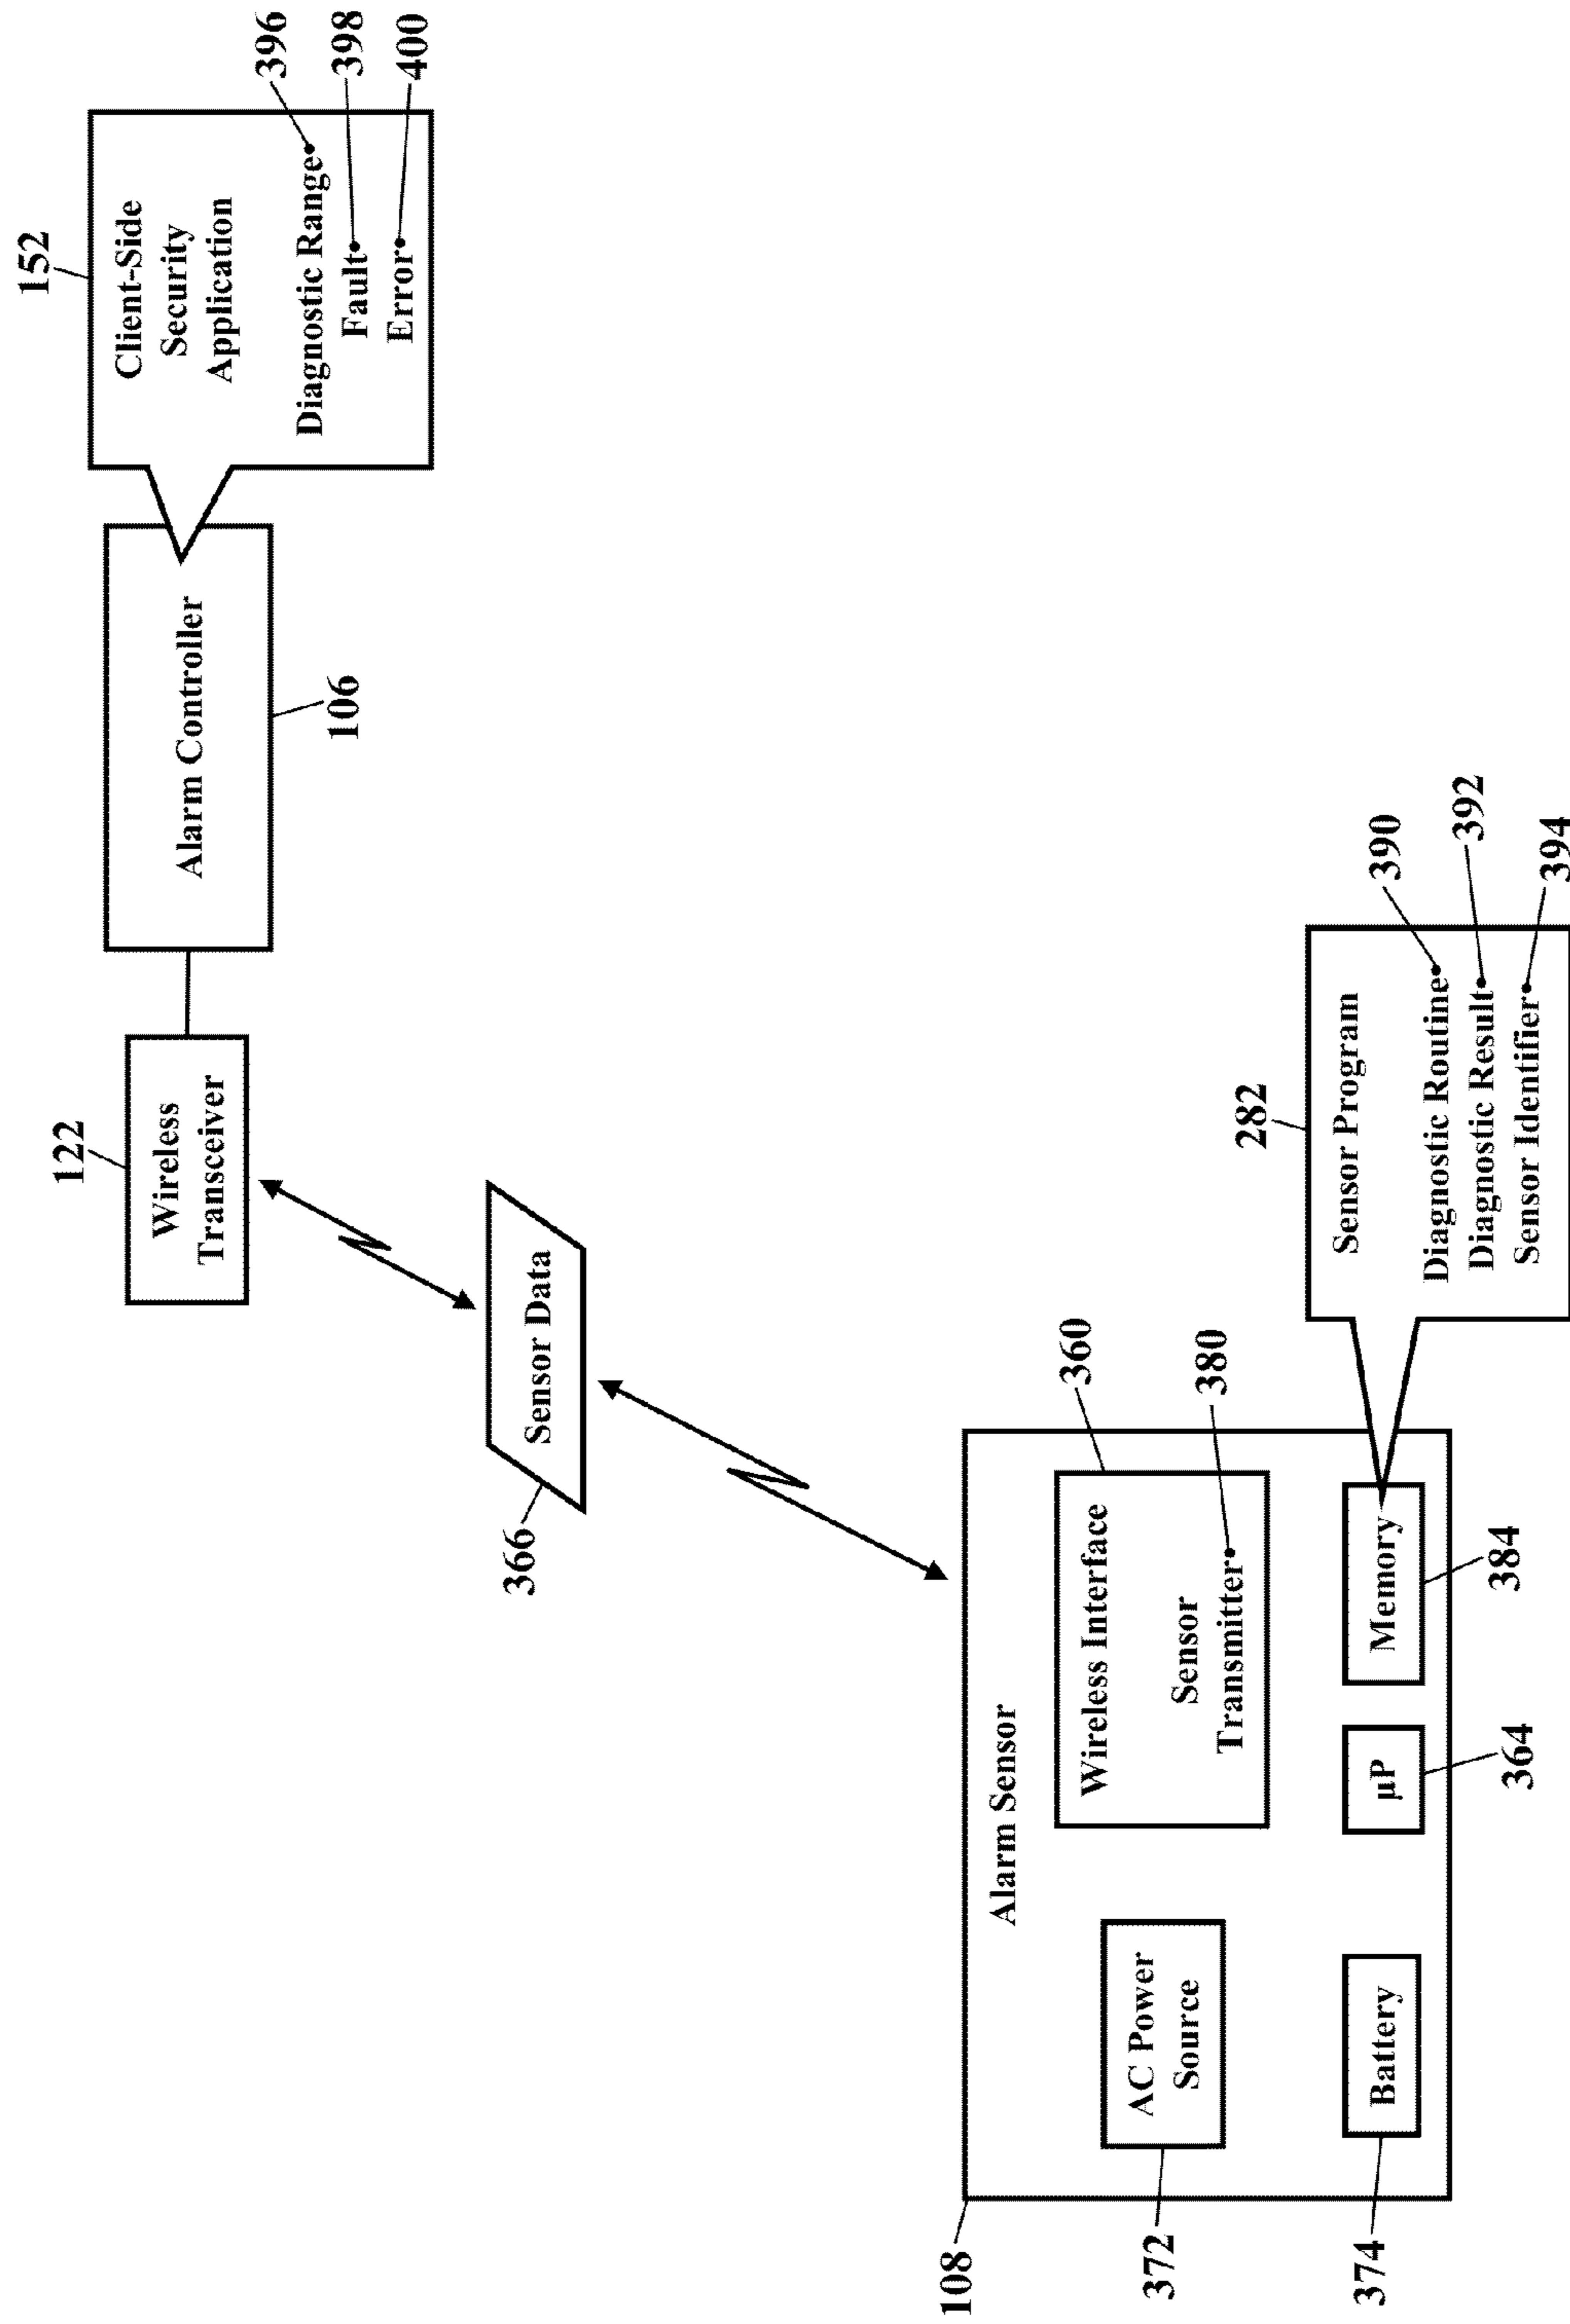 152
Client-Side
Security
Application
Diagnostic Range
396
Fault
398
Error
400
Alarm Controller
106
122
Wireless
Transceiver
Sensor Data
366
108
Alarm Sensor
AC Power
Source
372
Battery
374
Wireless Interface
360
Sensor
Transmitter
380
µP
364
Memory
384
282
Sensor Program
Diagnostic Routine
390
Diagnostic Result
392
Sensor Identifier
394